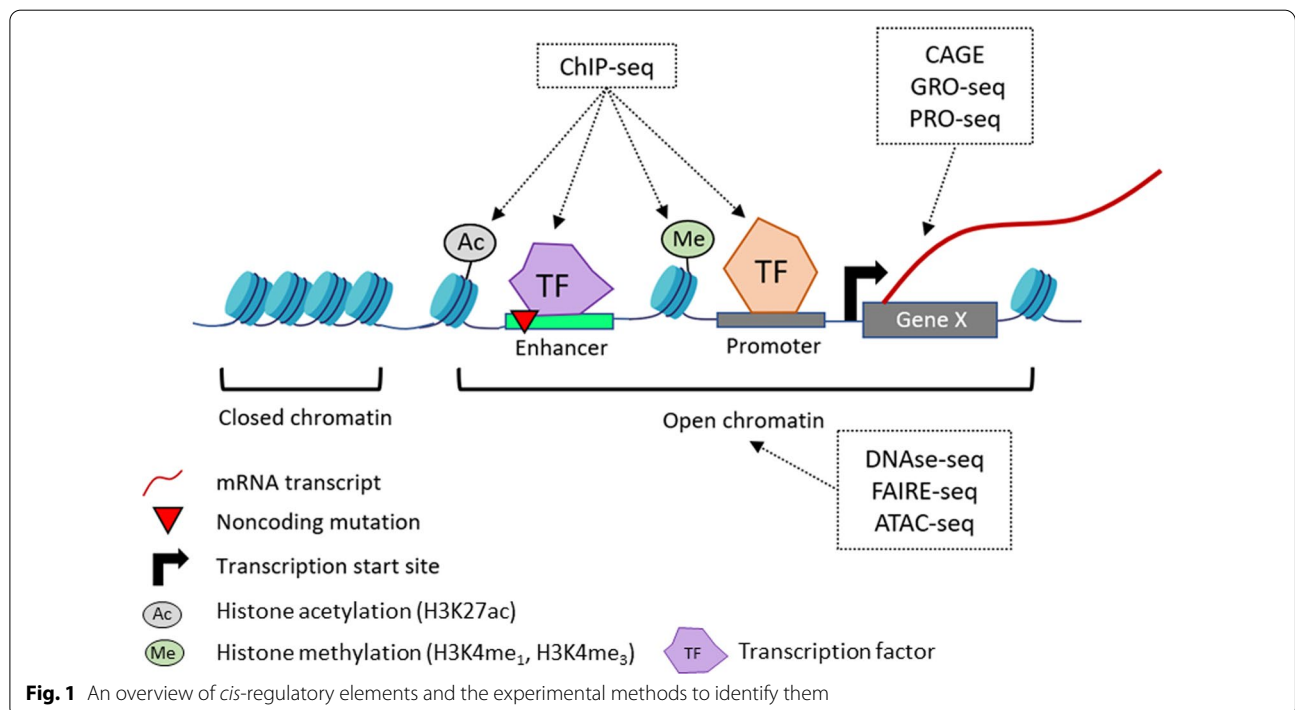 ChIP-seq
CAGE
GRO-seq
PRO-seq
Ac
TF
Me
TF
Gene X
Enhancer
Promoter
Closed chromatin
Open chromatin
DNAse-seq
FAIRE-seq
ATAC-seq
mRNA transcript
Noncoding mutation
Transcription start site
Ac Histone acetylation (H3K27ac)
Me Histone methylation (H3K4me₁, H3K4me₃)
TF Transcription factor
Fig. 1 An overview of cis-regulatory elements and the experimental methods to identify them